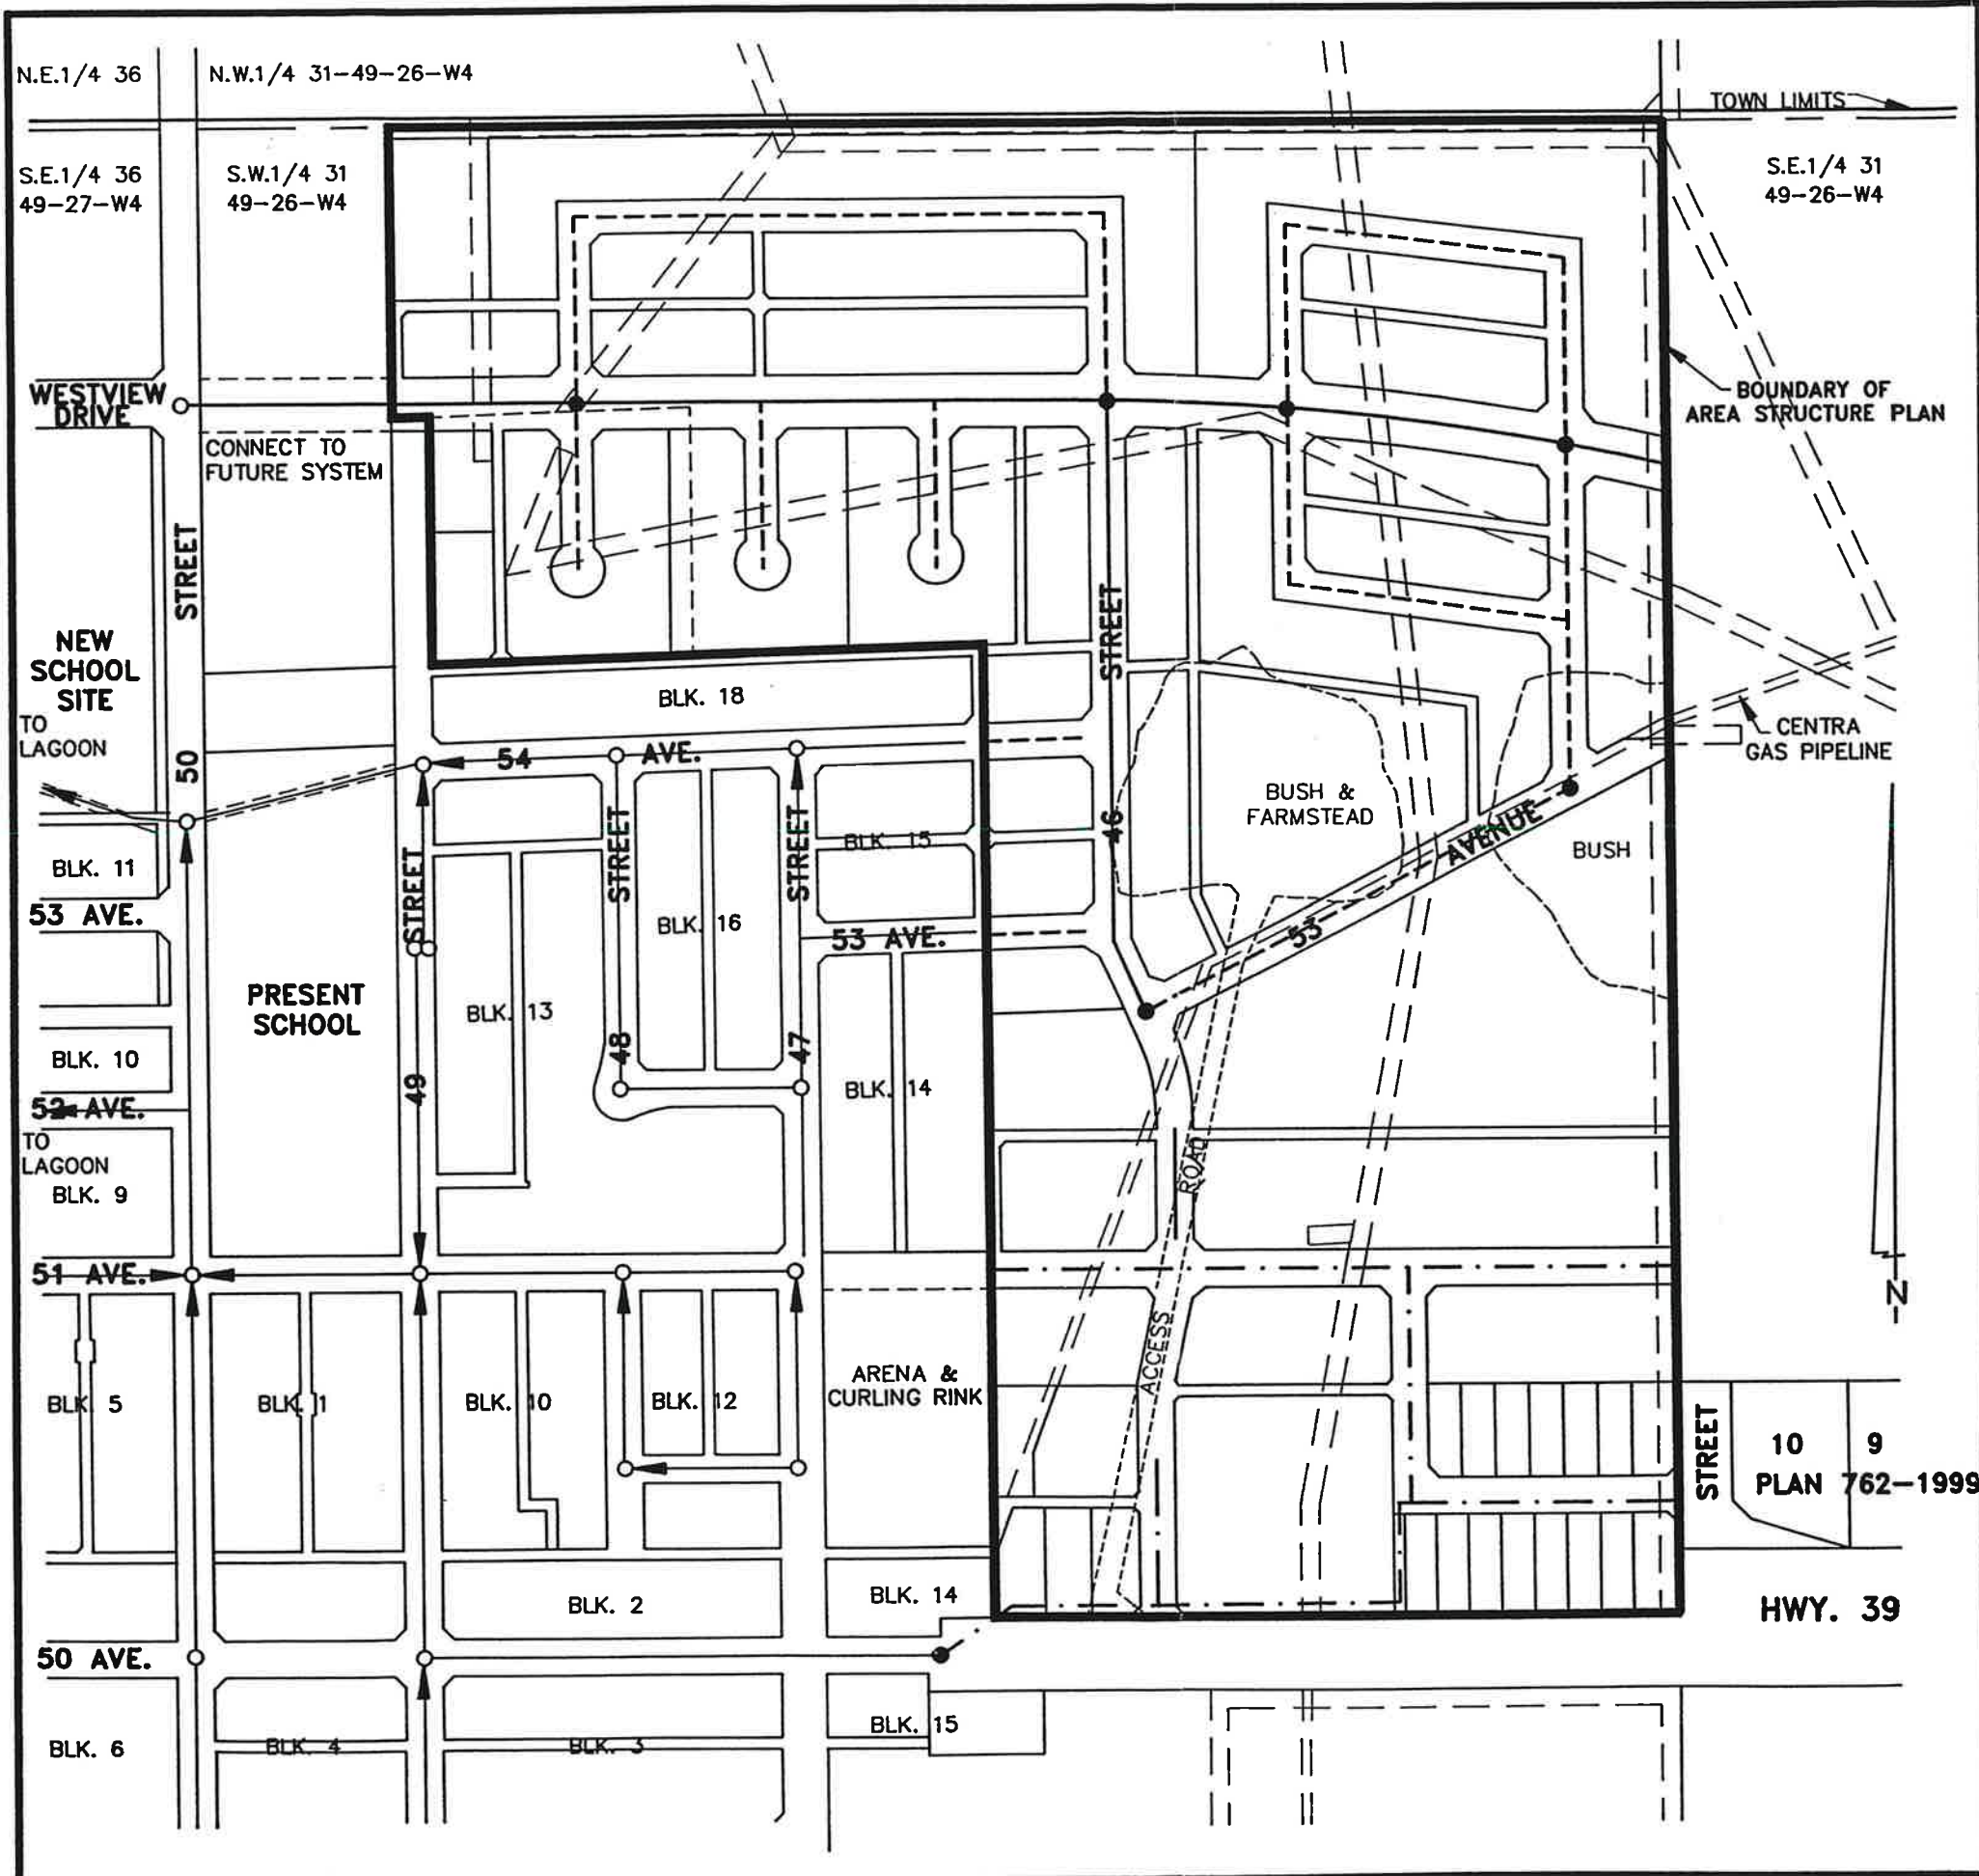 N.E.1/4 36
N.W.1/4 31-49-26-W4
TOWN LIMITS
S.E.1/4 36
49-27-W4
S.W.1/4 31
49-26-W4
S.E.1/4 31
49-26-W4
WESTVIEW
DRIVE
CONNECT TO
FUTURE SYSTEM
BOUNDARY OF
AREA STRUCTURE PLAN
50 STREET
NEW
SCHOOL
SITE
TO
LAGOON
BLK. 18
46 STREET
54 AVE.
CENTRA
GAS PIPELINE
BUSH &
FARMSTEAD
BUSH
53 AVENUE
BLK. 11
49 STREET
48 STREET
47 STREET
BLK. 15
53 AVE.
BLK. 16
53 AVE.
PRESENT
SCHOOL
BLK. 13
BLK. 14
BLK. 10
52 AVE.
TO
LAGOON
BLK. 9
ACCESS ROAD
51 AVE.
N
BLK. 5
BLK. 1
BLK. 10
BLK. 12
ARENA &
CURLING RINK
STREET
10
9
PLAN 762-1999
BLK. 2
BLK. 14
HWY. 39
50 AVE.
BLK. 6
BLK. 4
BLK. 3
BLK. 15